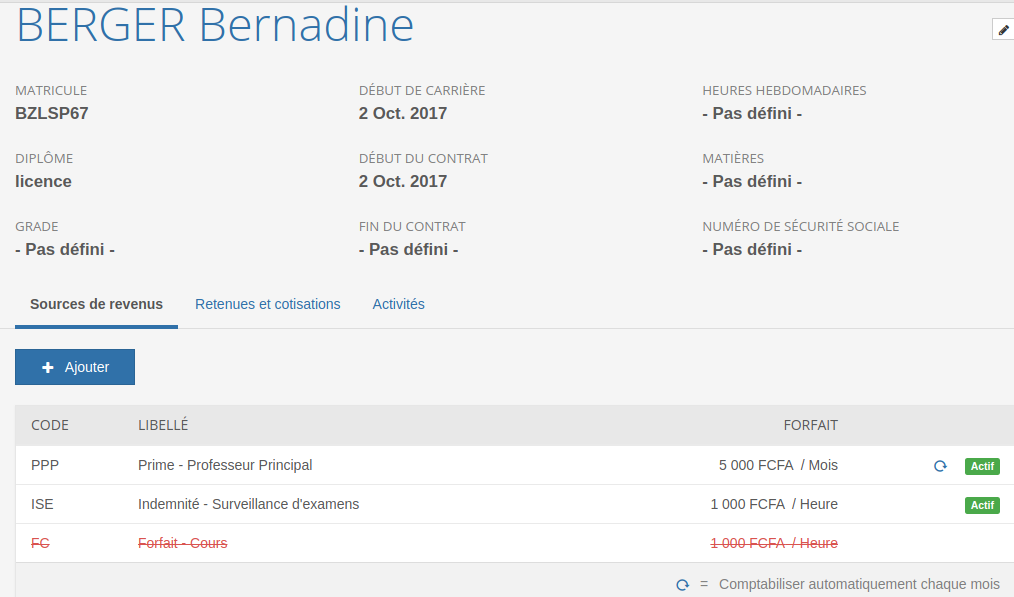 BERGER Bernadine
MATRICULE DÉBUT DE CARRIÈRE HEURES HEBDOMADAIRES
BZLSP67 2 Oct. 2017 - Pas défini -
DIPLÔME DÉBUT DU CONTRAT MATIÈRES
licence 2 Oct. 2017 - Pas défini -
GRADE FIN DU CONTRAT NUMÉRO DE SÉCURITÉ SOCIALE
- Pas défini - - Pas défini - - Pas défini -
Sources de revenus Retenues et cotisations Activités
Ajouter
CODE LIBELLÉ FORFAIT
PPP Prime - Professeur Principal 5 000 FCFA / Mois Actif
ISE Indemnité - Surveillance d'examens 1 000 FCFA / Heure Actif
FC Forfait - Cours 1 000 FCFA / Heure
= Comptabiliser automatiquement chaque mois